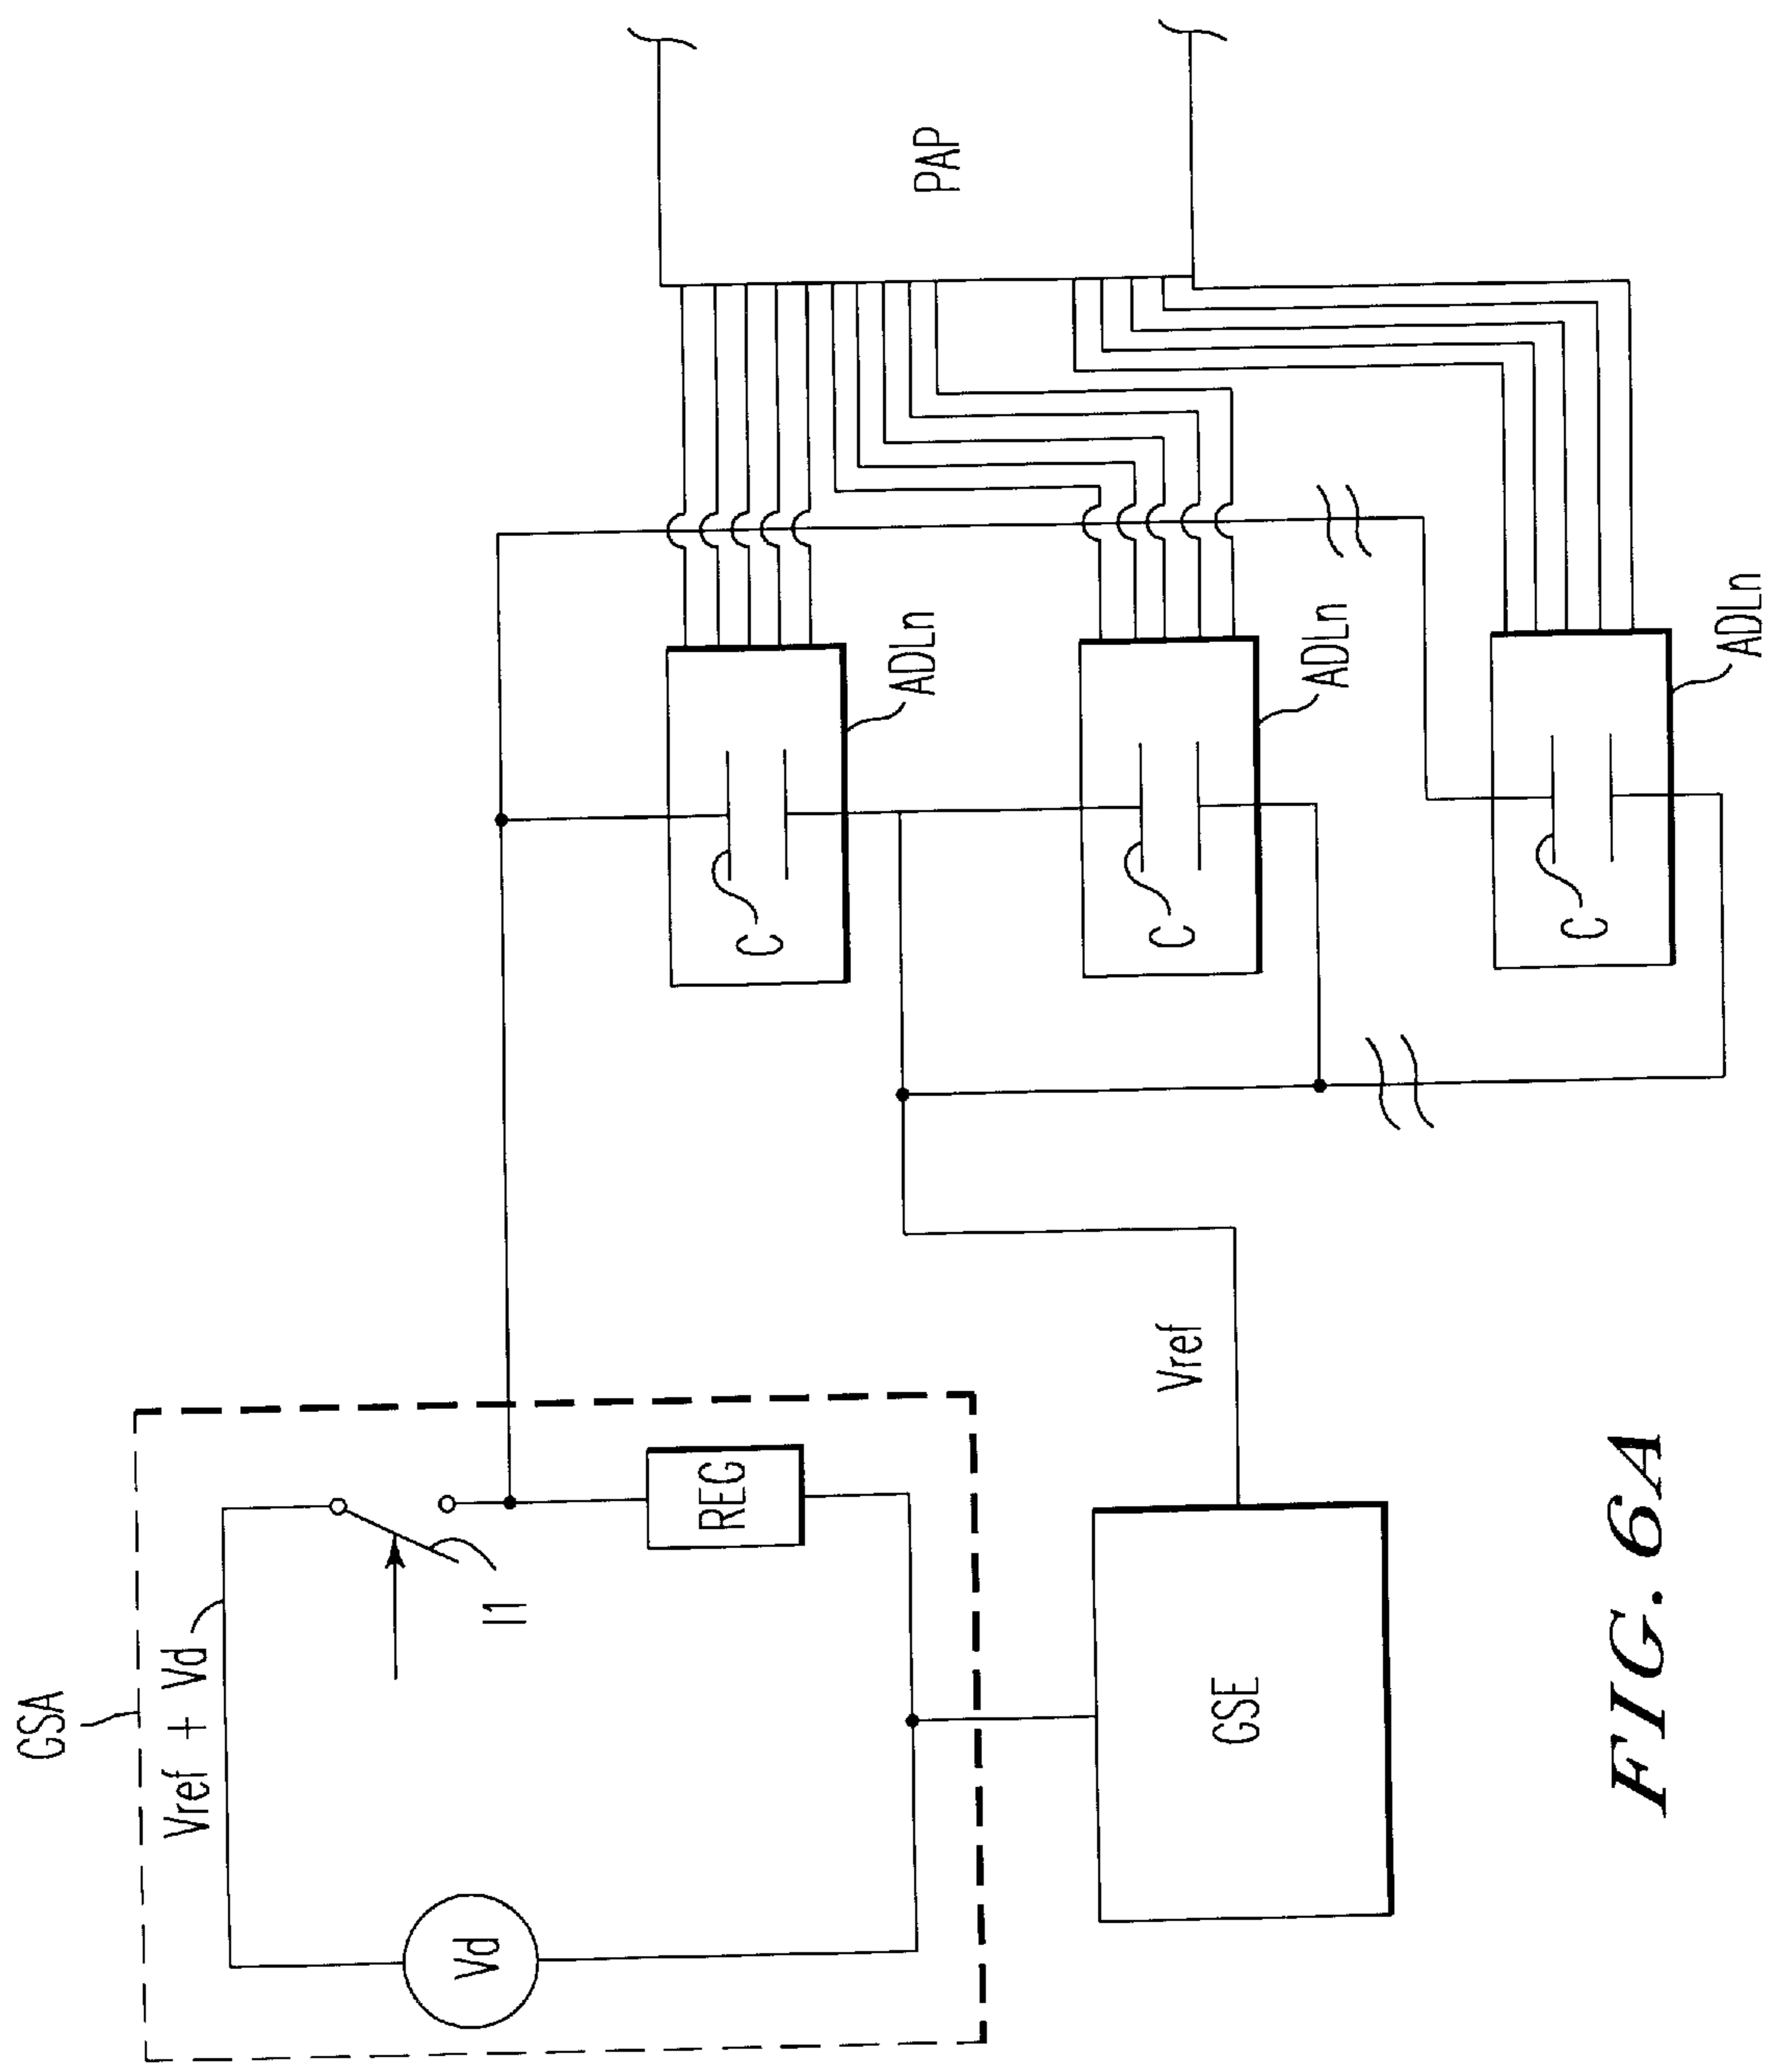 GSA
Vref + Vd
Vd
I1
REG
GSE
Vref
C
ADLn
C
ADLn
C
ADLn
PAP
FIG. 6A